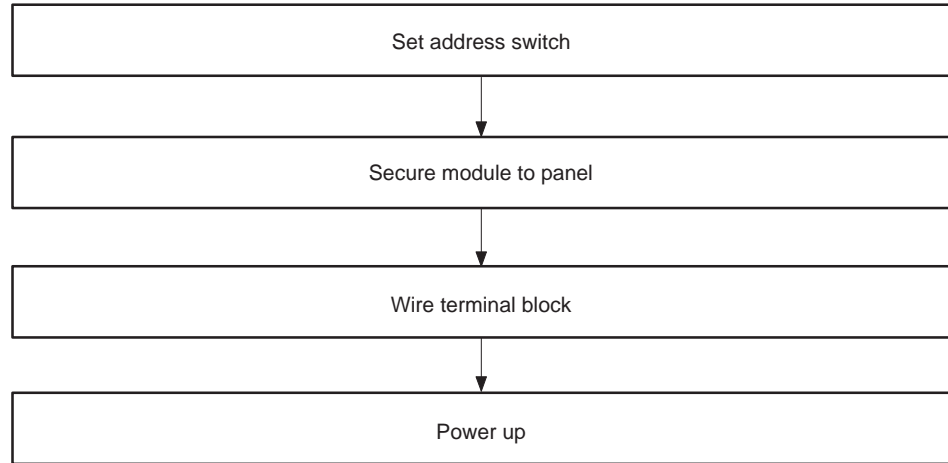 Set address switch
Secure module to panel
Wire terminal block
Power up